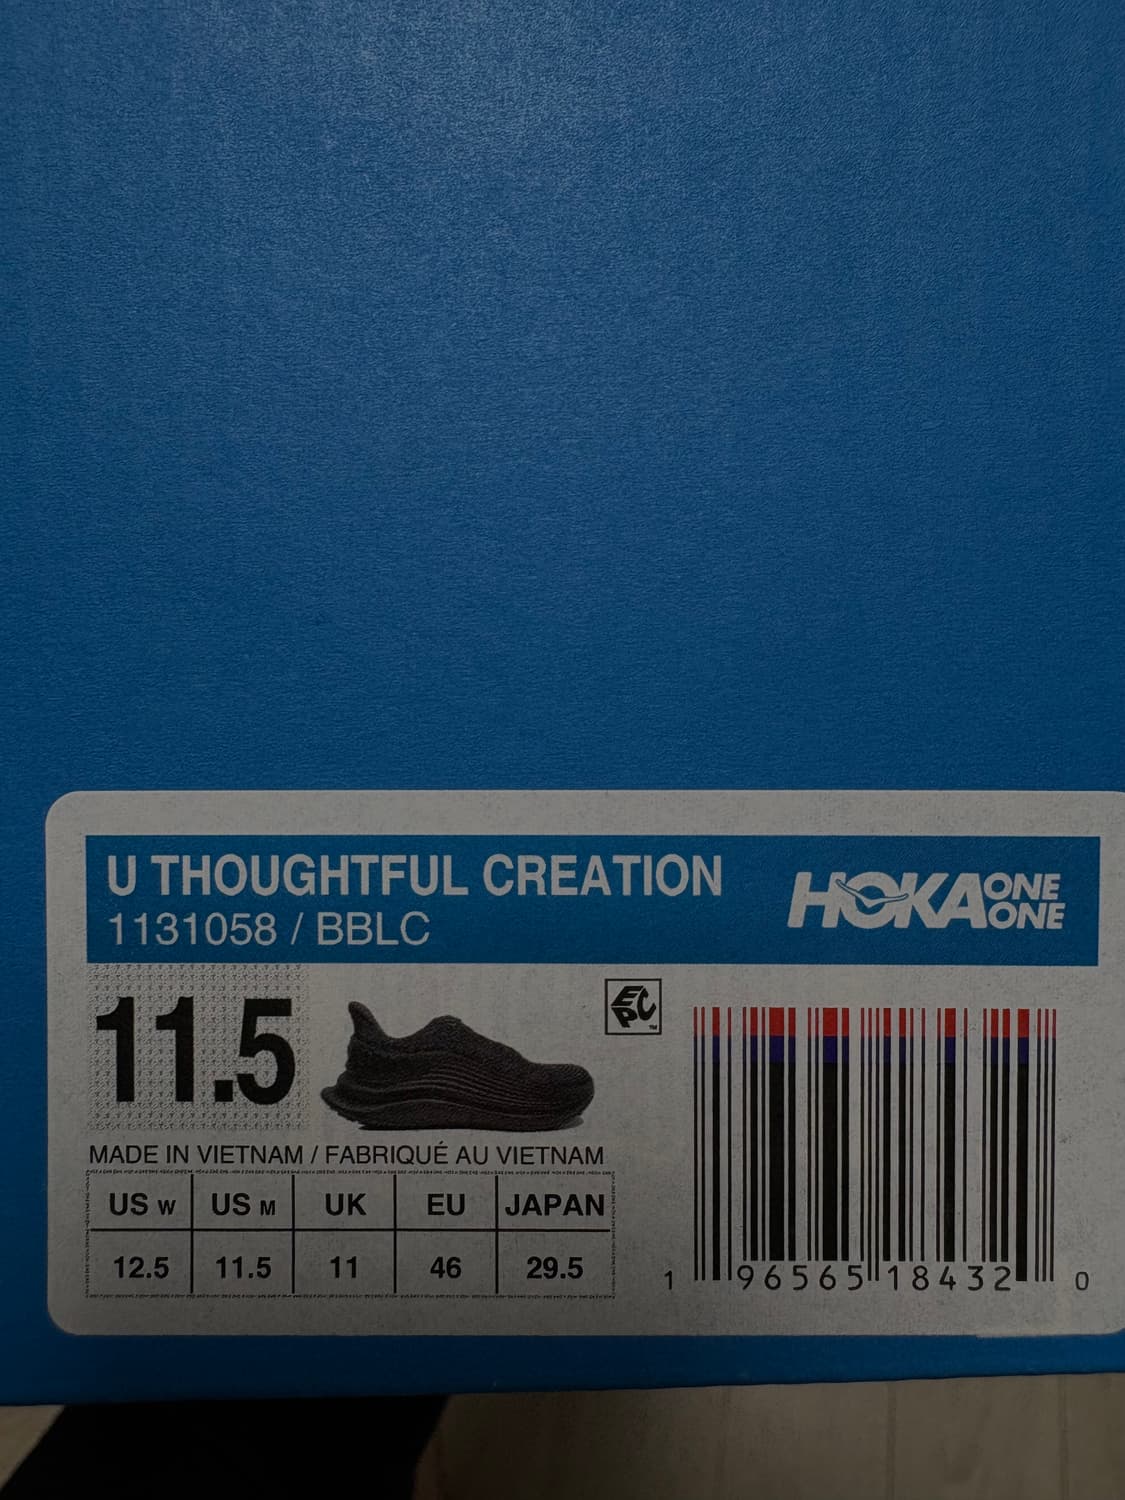 U THOUGHTFUL CREATION
1131058 / BBLC
HOKA ONE ONE
11.5
EPC™
MADE IN VIETNAM / FABRIQUÉ AU VIETNAM
US W US M UK EU JAPAN
12.5 11.5 11 46 29.5
1 96565 18432 0